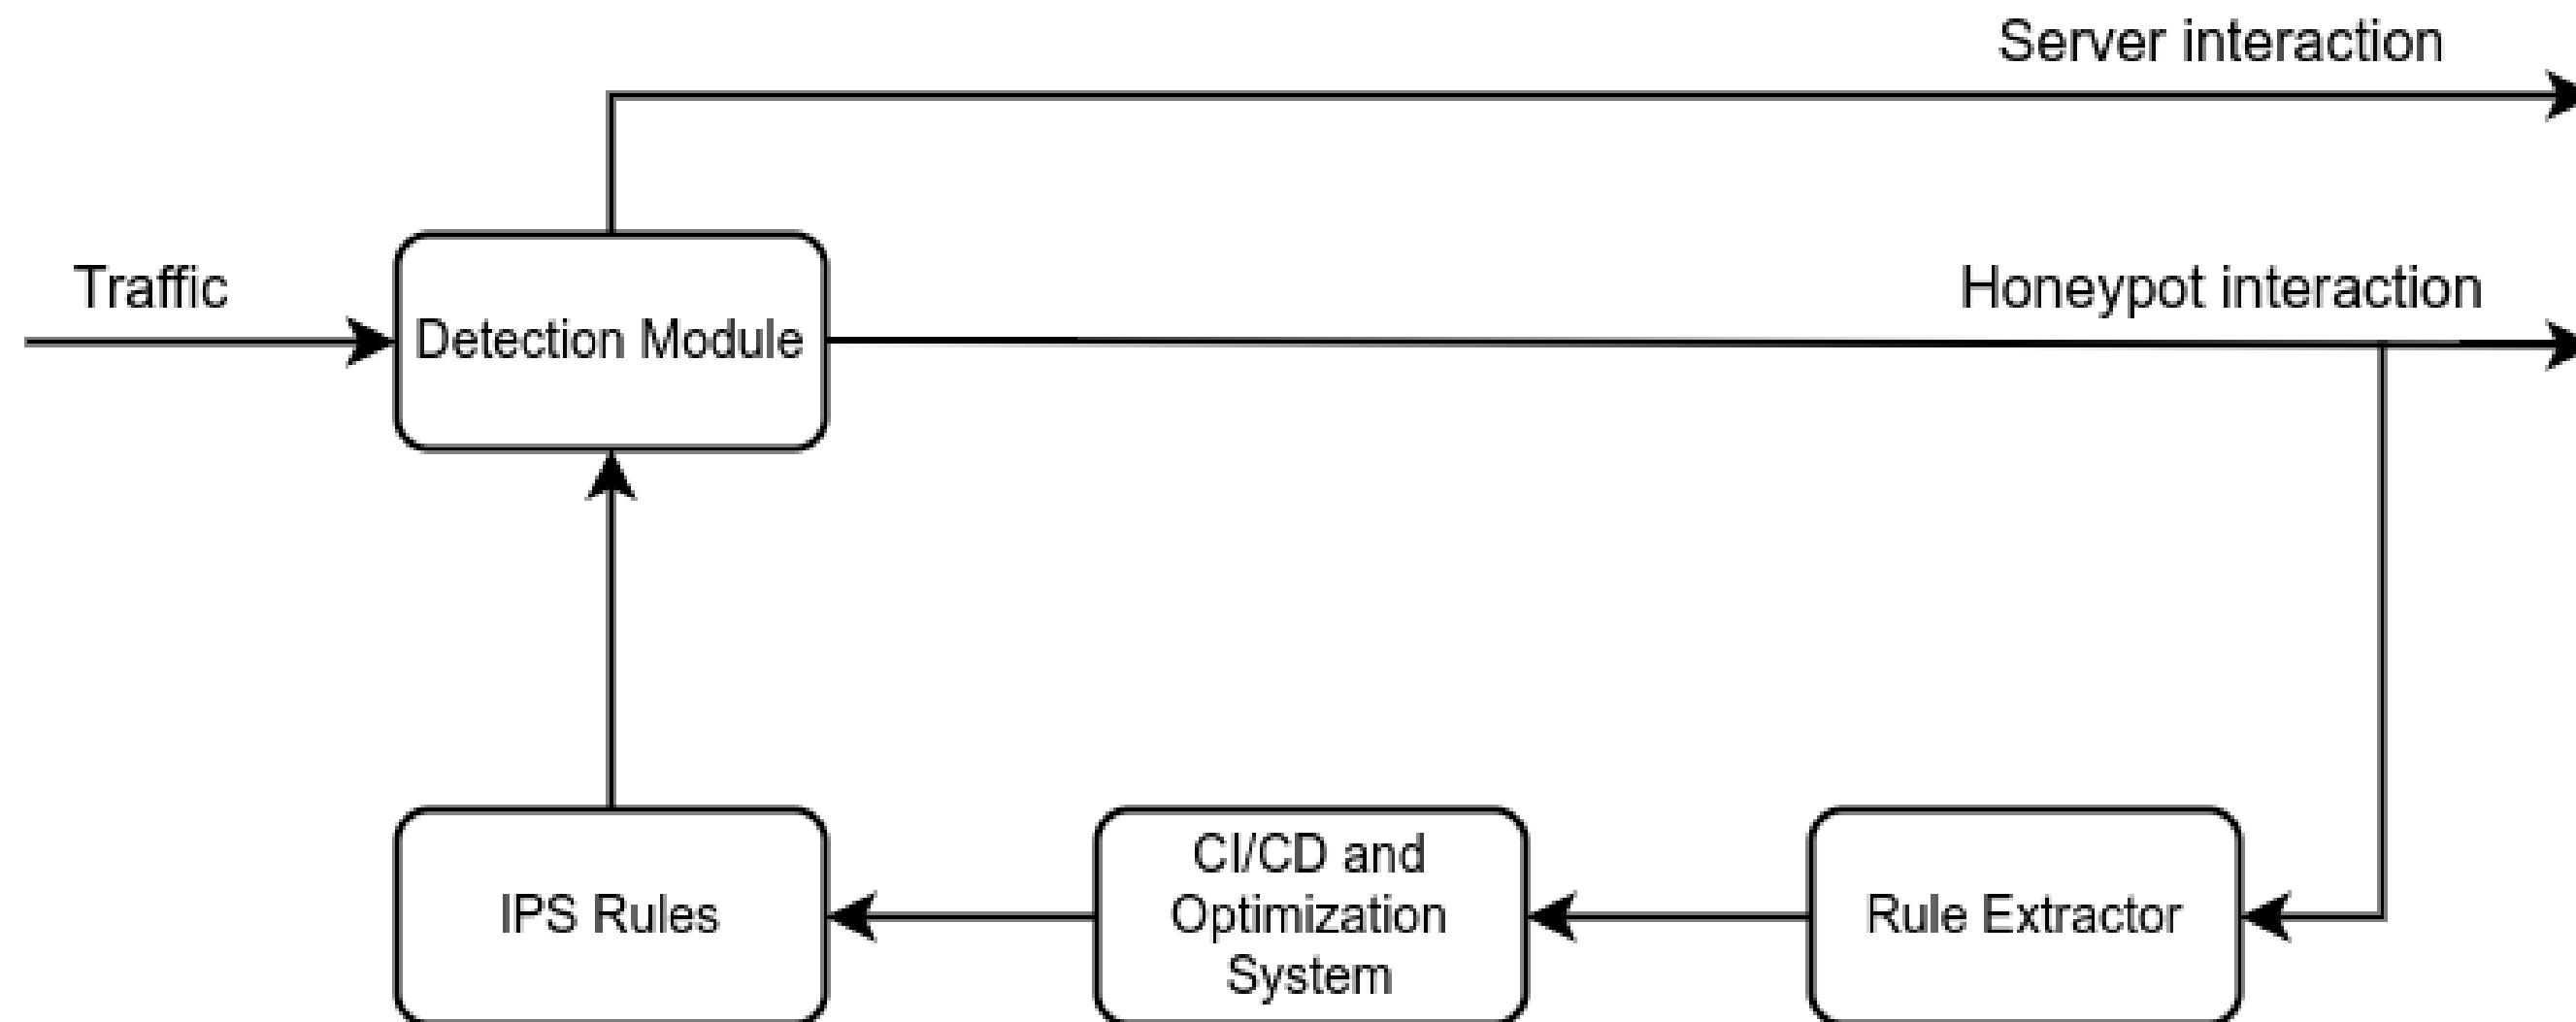 Server interaction
Traffic
Honeypot interaction
Detection Module
IPS Rules
CI/CD and
Optimization
System
Rule Extractor